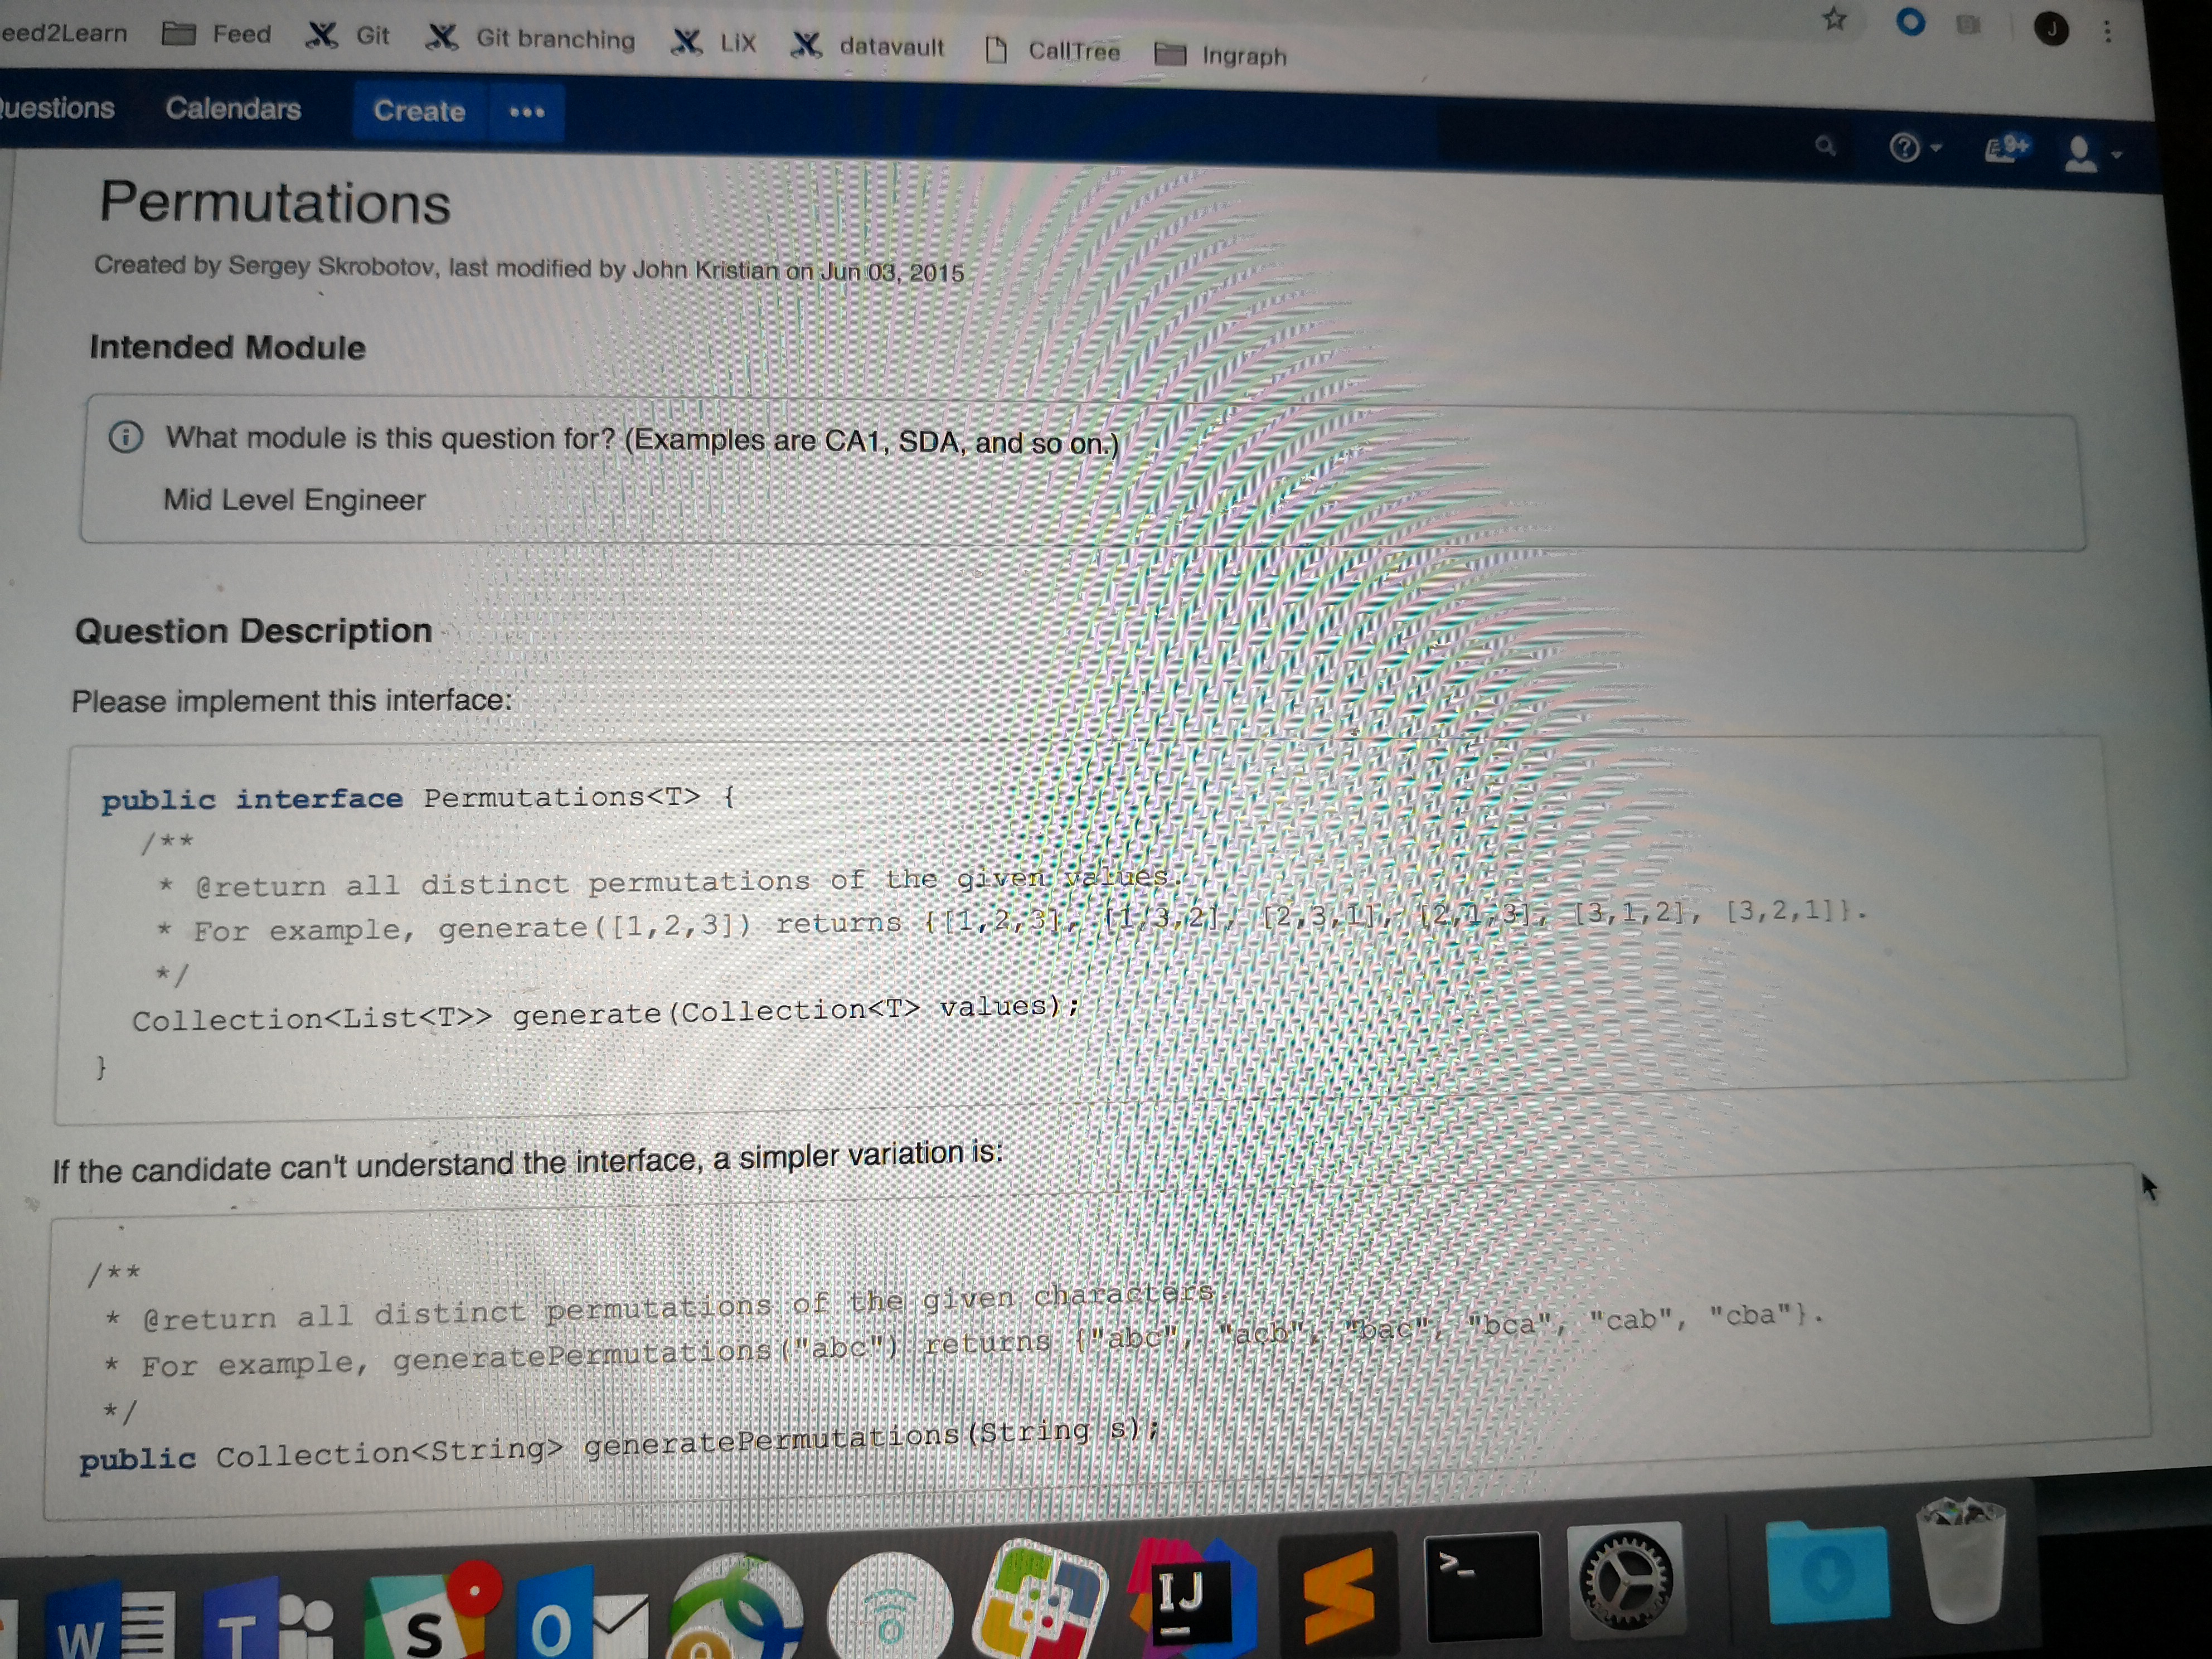 eed2Learn Feed Git Git branching LiX datavault CallTree Ingraph J
uestions Calendars Create ••• ? 9+
Permutations
Created by Sergey Skrobotov, last modified by John Kristian on Jun 03, 2015
Intended Module
What module is this question for? (Examples are CA1, SDA, and so on.)
Mid Level Engineer
Question Description
Please implement this interface:
public interface Permutations<T> {
/**
* @return all distinct permutations of the given values.
* For example, generate([1,2,3]) returns {[1,2,3], [1,3,2], [2,3,1], [2,1,3], [3,1,2], [3,2,1]}.
*/
Collection<List<T>> generate(Collection<T> values);
}
If the candidate can't understand the interface, a simpler variation is:
/**
* @return all distinct permutations of the given characters.
* For example, generatePermutations("abc") returns {"abc", "acb", "bac", "bca", "cab", "cba"}.
*/
public Collection<String> generatePermutations(String s);
W T S O IJ >_